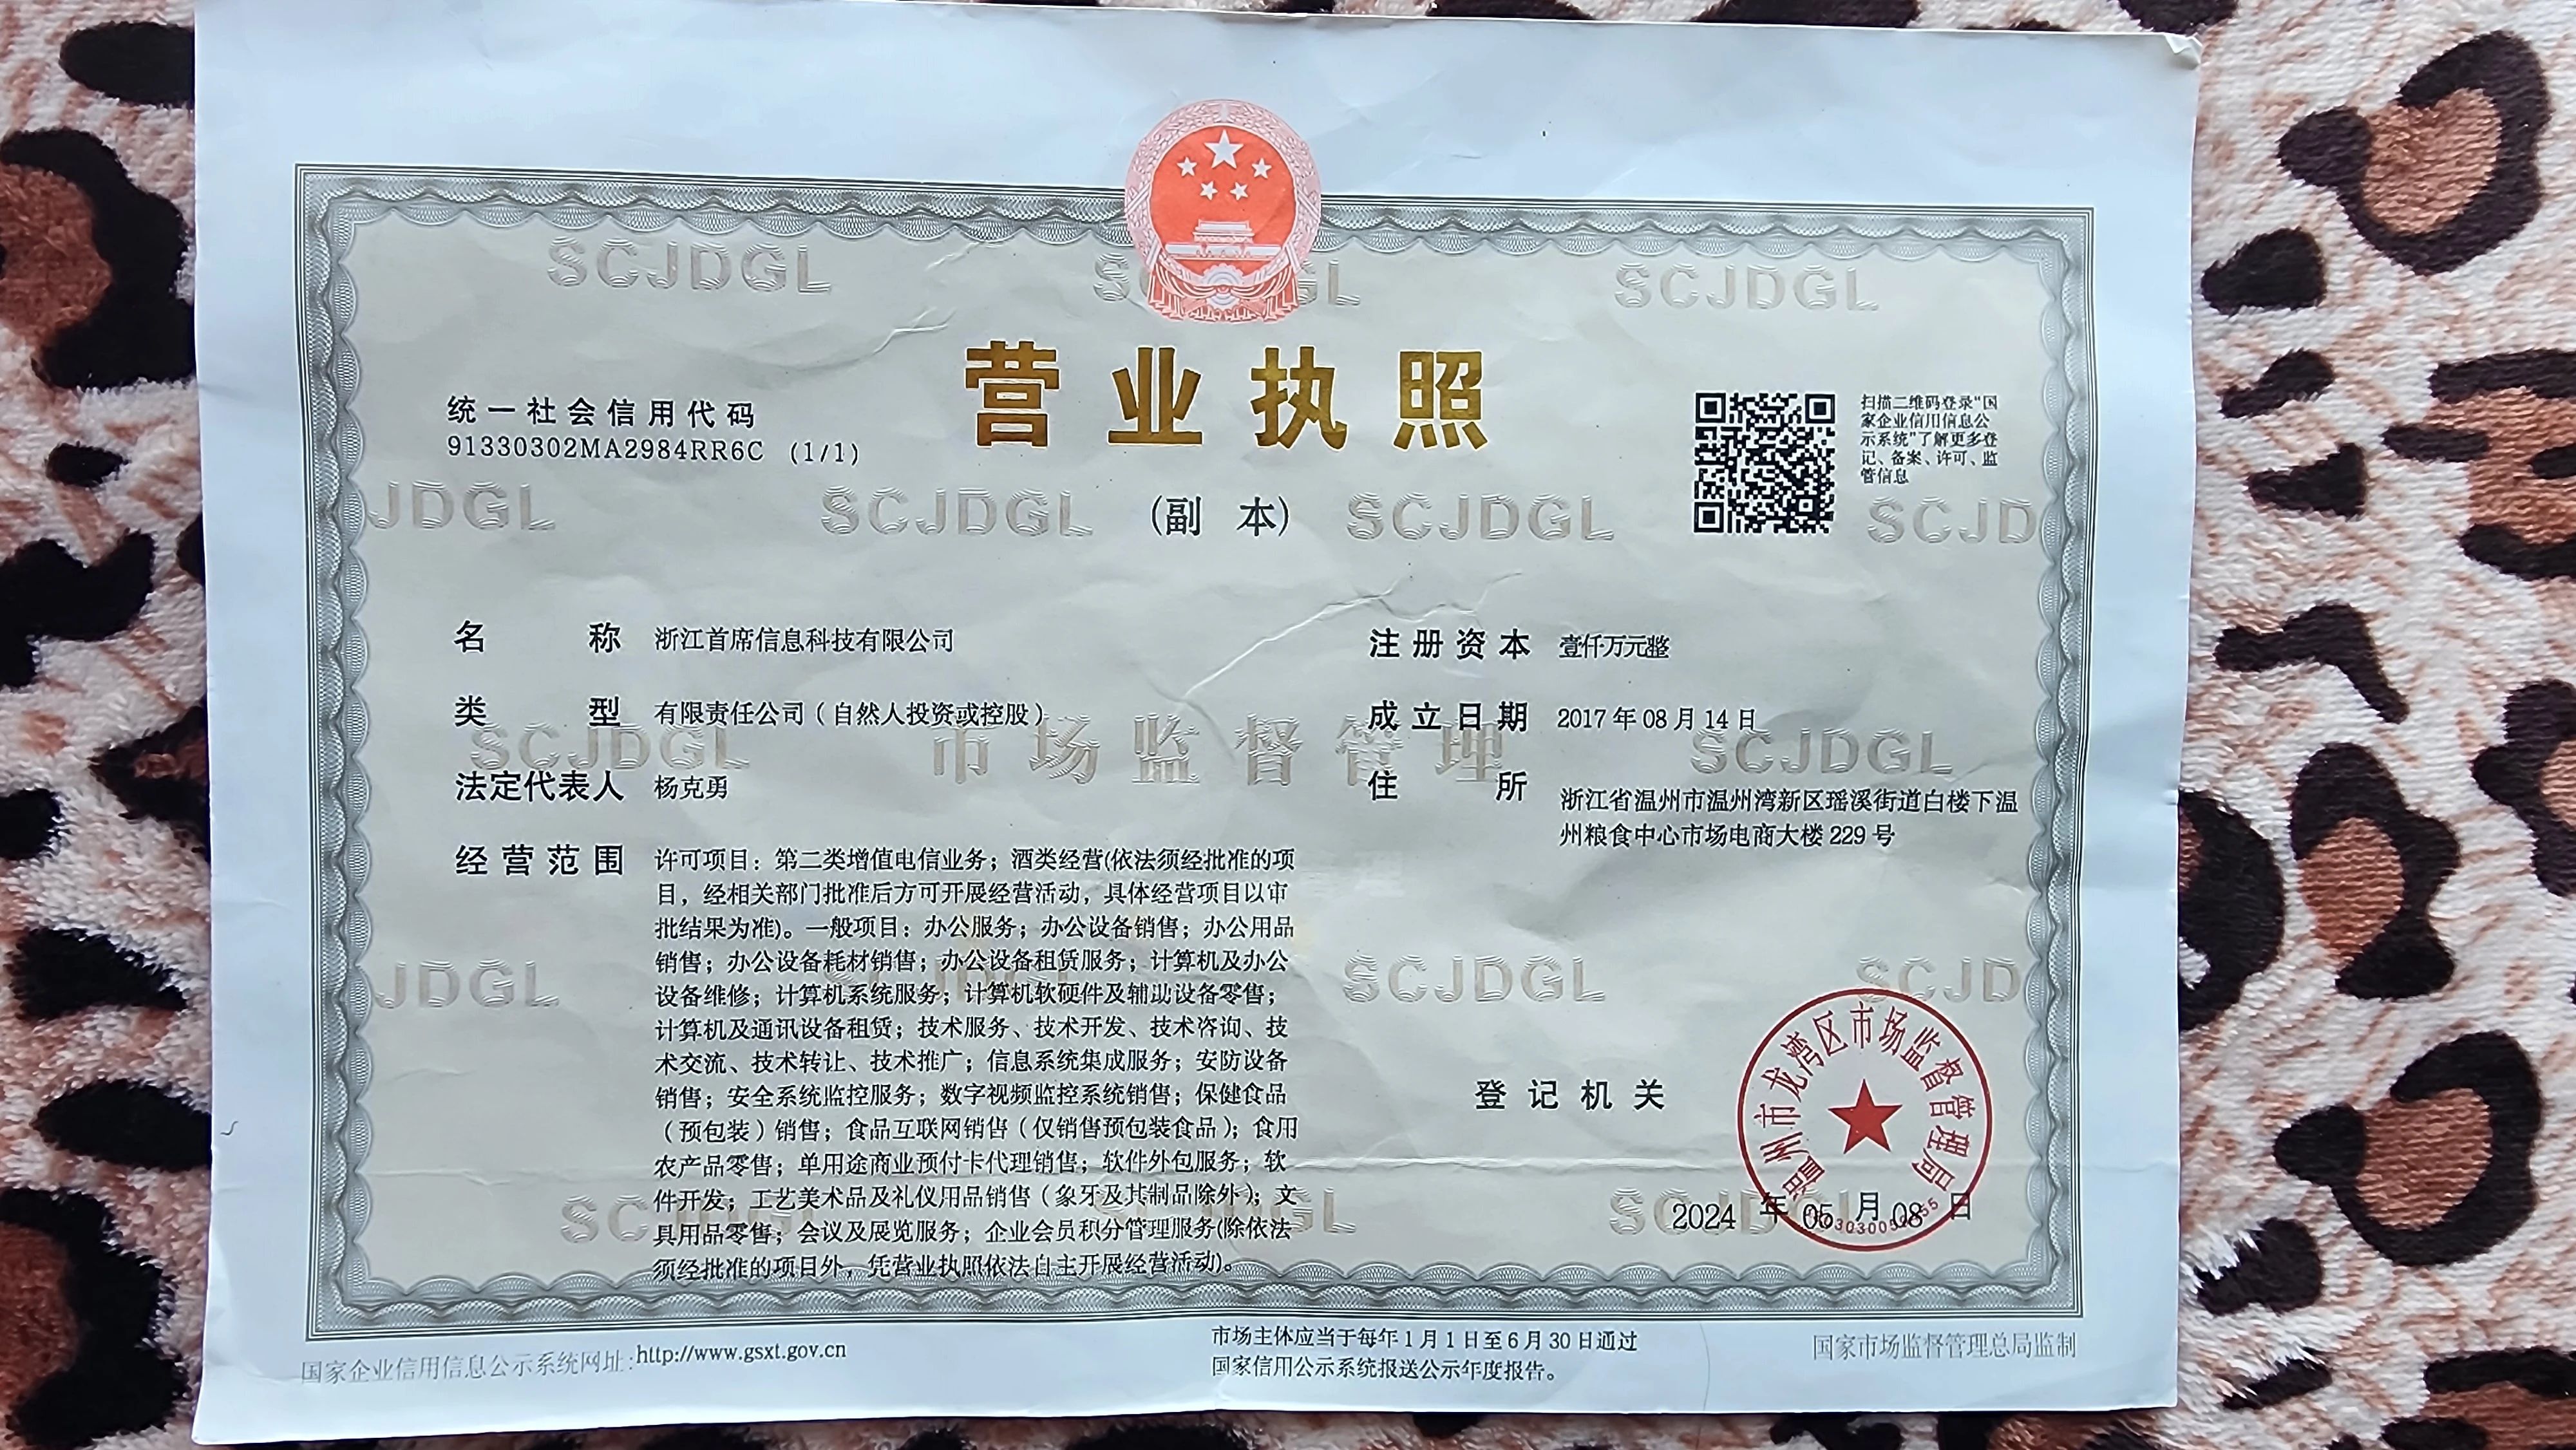 营业执照
(副 本)
统一社会信用代码
91330302MA2984RR6C (1/1)
扫描二维码登录"国
家企业信用信息公
示系统"了解更多登
记、备案、许可、监
管信息
名 称 浙江首席信息科技有限公司
类 型 有限责任公司（自然人投资或控股）
法定代表人 杨克勇
经营范围 许可项目：第二类增值电信业务；酒类经营(依法须经批准的项
目，经相关部门批准后方可开展经营活动，具体经营项目以审
批结果为准)。一般项目：办公服务；办公设备销售；办公用品
销售；办公设备耗材销售；办公设备租赁服务；计算机及办公
设备维修；计算机系统服务；计算机软硬件及辅助设备零售；
计算机及通讯设备租赁；技术服务、技术开发、技术咨询、技
术交流、技术转让、技术推广；信息系统集成服务；安防设备
销售；安全系统监控服务；数字视频监控系统销售；保健食品
（预包装）销售；食品互联网销售（仅销售预包装食品）；食用
农产品零售；单用途商业预付卡代理销售；软件外包服务；软
件开发；工艺美术品及礼仪用品销售（象牙及其制品除外）；文
具用品零售；会议及展览服务；企业会员积分管理服务(除依法
须经批准的项目外，凭营业执照依法自主开展经营活动)。
注册资本 壹仟万元整
成立日期 2017年08月14日
住 所 浙江省温州市温州湾新区瑶溪街道白楼下温
州粮食中心市场电商大楼229号
登记机关
温州市龙湾区市场监督管理局
2024 年 05 月 08 日
SCJDGL
SCJDGL
市场监督管理
国家企业信用信息公示系统网址:http://www.gsxt.gov.cn
市场主体应当于每年1月1日至6月30日通过
国家信用公示系统报送公示年度报告。
国家市场监督管理总局监制